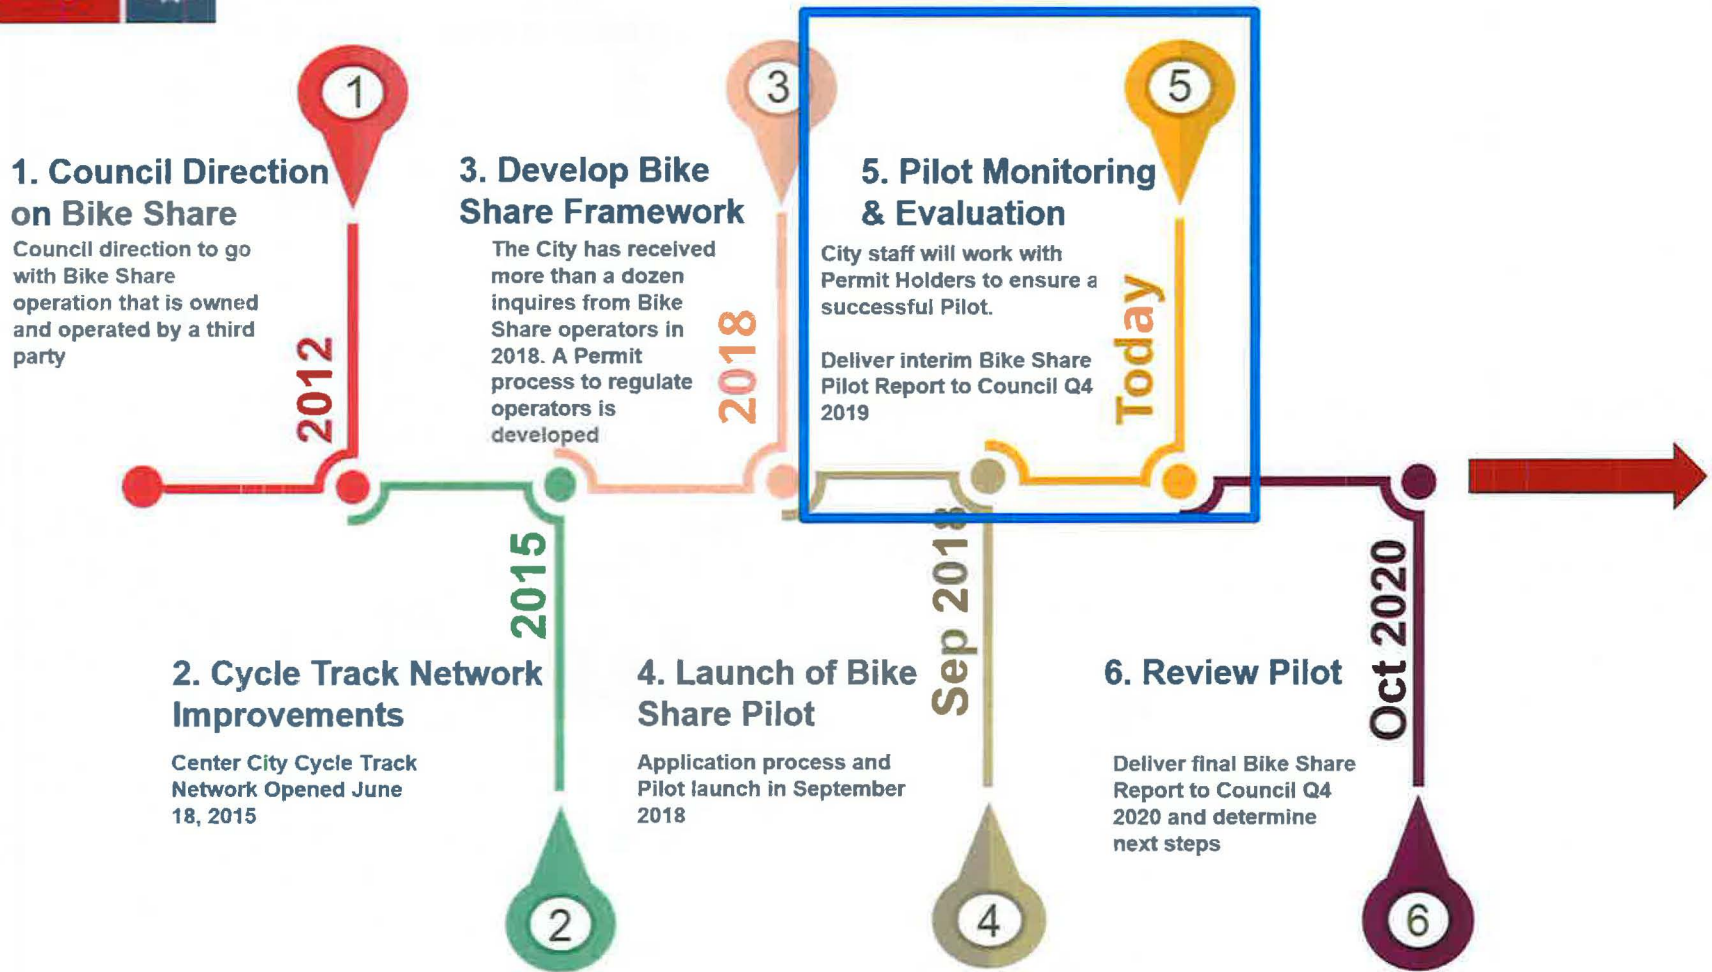 1
1. Council Direction
on Bike Share
Council direction to go
with Bike Share
operation that is owned
and operated by a third
party
2012
2015
2. Cycle Track Network
Improvements
Center City Cycle Track
Network Opened June
18, 2015
2
3
3. Develop Bike
Share Framework
The City has received
more than a dozen
inquires from Bike
Share operators in
2018. A Permit
process to regulate
operators is
developed
2018
Sep 2018
4. Launch of Bike
Share Pilot
Application process and
Pilot launch in September
2018
4
5
5. Pilot Monitoring
& Evaluation
City staff will work with
Permit Holders to ensure a
successful Pilot.
Deliver interim Bike Share
Pilot Report to Council Q4
2019
Today
Oct 2020
6. Review Pilot
Deliver final Bike Share
Report to Council Q4
2020 and determine
next steps
6